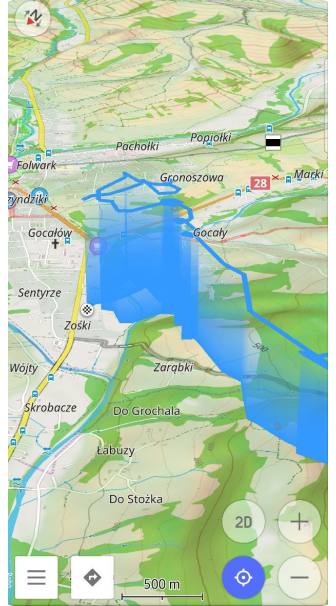 Popiołki
Pachołki
Folwark
Gronoszowa
Marki
28
zyndziki
Gocałów
Gocały
Sentyrze
Zośki
500
Wójty
Zarąbki
Skrobacze
Do Grochala
Łabuzy
Do Stożka
2D
500 m